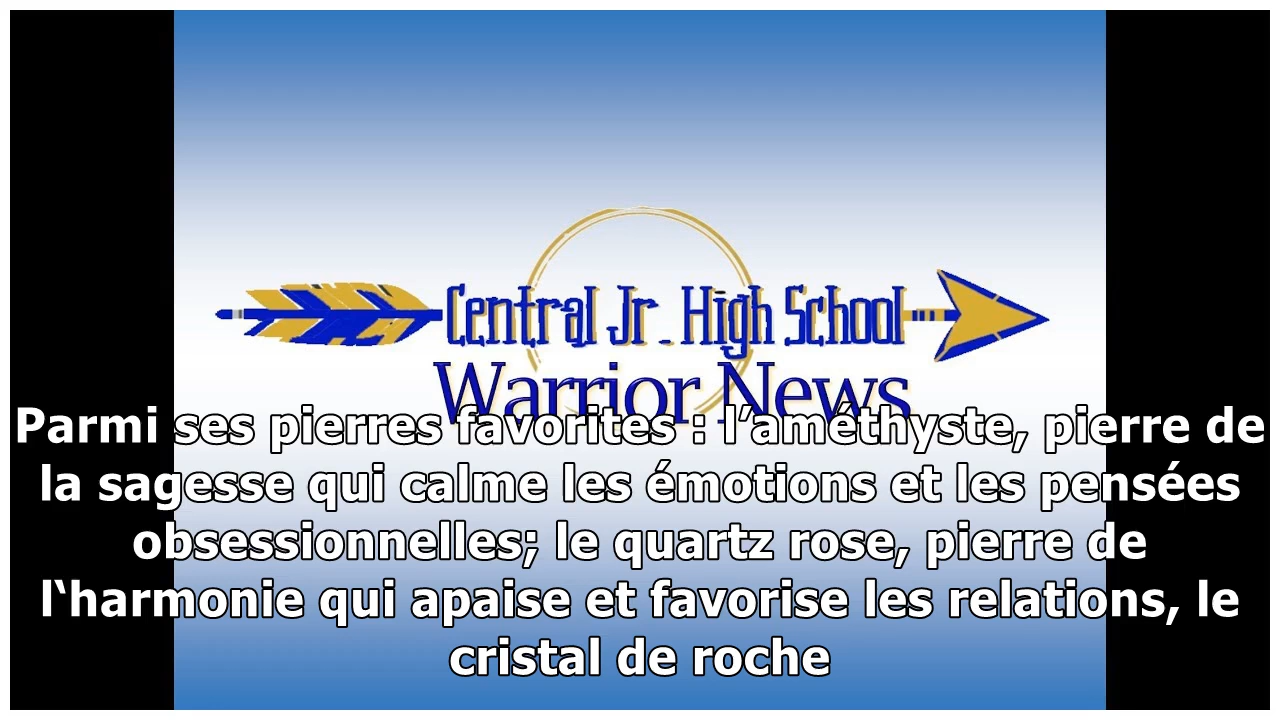 Central Jr. High School
Warrior News
Parmi ses pierres favorites : l’améthyste, pierre de
la sagesse qui calme les émotions et les pensées
obsessionnelles; le quartz rose, pierre de
l‘harmonie qui apaise et favorise les relations, le
cristal de roche